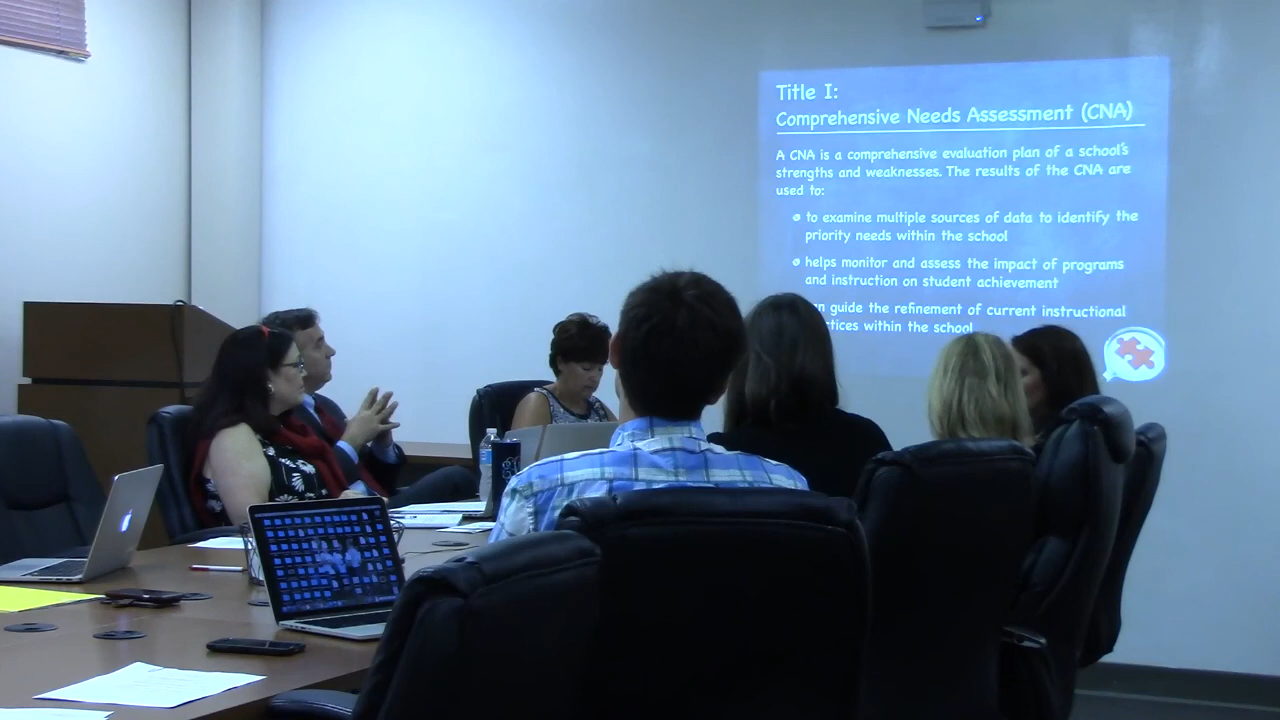 Title I:
Comprehensive Needs Assessment (CNA)
A CNA is a comprehensive evaluation plan of a school's
strengths and weaknesses. The results of the CNA are
used to:
to examine multiple sources of data to identify the
priority needs within the school
helps monitor and assess the impact of programs
and instruction on student achievement
guide the refinement of current instructional
within the school